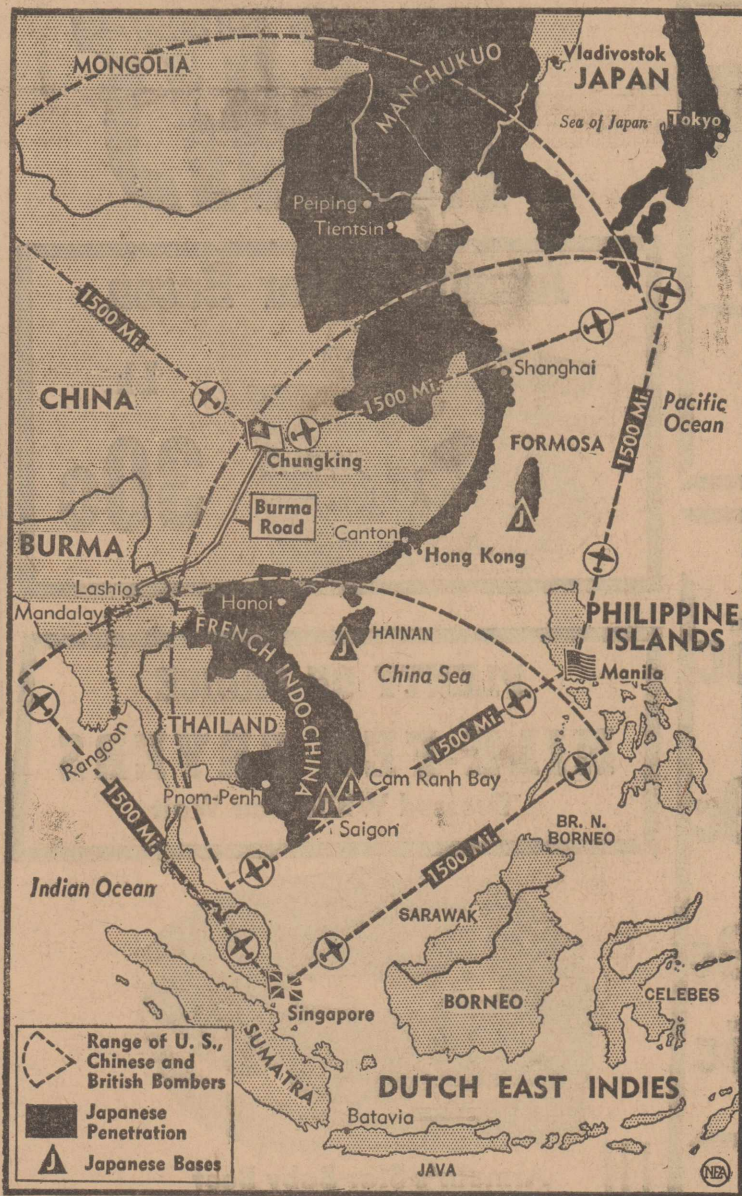 MONGOLIA
MANCHUKUO
Vladivostok
JAPAN
Sea of Japan
Tokyo
Peiping
Tientsin
1500 Mi.
CHINA
1500 Mi.
Shanghai
1500 Mi.
Pacific
Ocean
Chungking
FORMOSA
J
Burma
Road
BURMA
Canton
Hong Kong
Lashio
Mandalay
Hanoi
FRENCH INDO-CHINA
HAINAN
J
PHILIPPINE
ISLANDS
Manila
China Sea
THAILAND
Rangoon
1500 Mi.
Cam Ranh Bay
J
J
Pnom-Penh
Saigon
1500 Mi.
BR. N.
BORNEO
1500 Mi.
Indian Ocean
SARAWAK
Singapore
BORNEO
CELEBES
SUMATRA
DUTCH EAST INDIES
Batavia
JAVA
Range of U. S.,
Chinese and
British Bombers
Japanese
Penetration
J
Japanese Bases
NEA